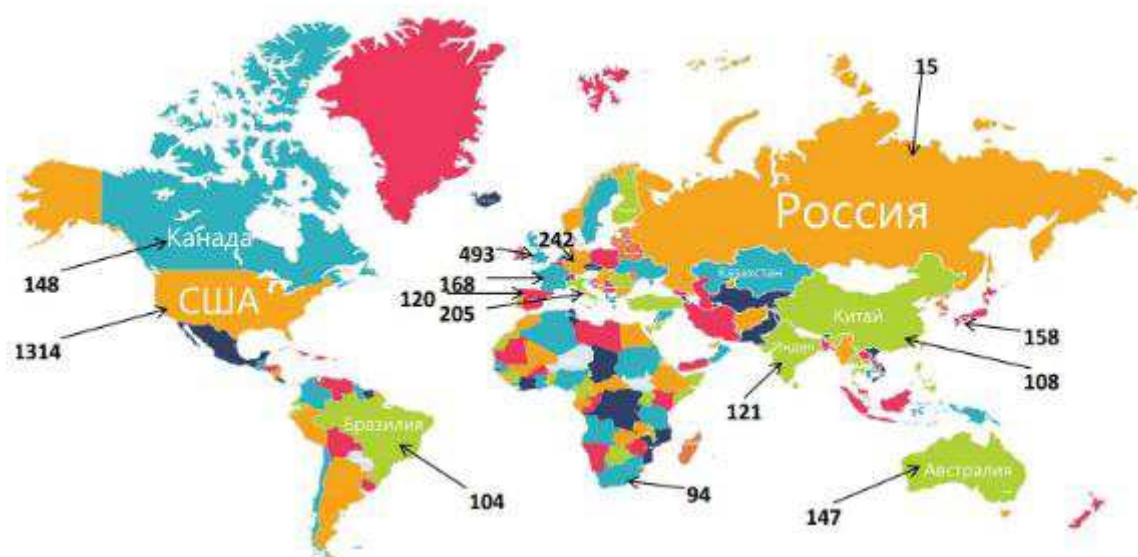 15
Россия
242
493
Канада
148
168
Казахстан
120
205
США
Китай
1314
Индия
158
108
121
Бразилия
Австралия
104
94
147